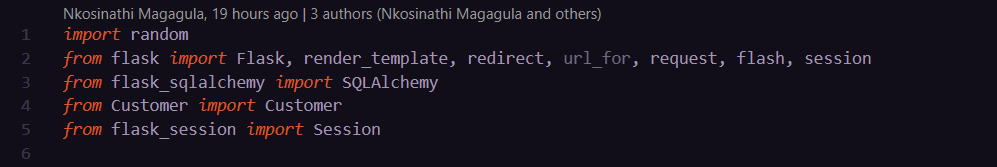 Nkosinathi Magagula, 19 hours ago | 3 authors (Nkosinathi Magagula and others)
1 import random
2 from flask import Flask, render_template, redirect, url_for, request, flash, session
3 from flask_sqlalchemy import SQLAlchemy
4 from Customer import Customer
5 from flask_session import Session
6